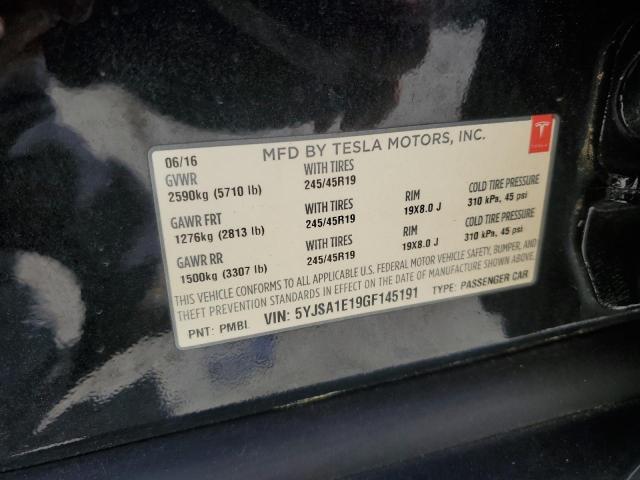 MFD BY TESLA MOTORS, INC.
TESLA
06/16
GVWR WITH TIRES
2590kg (5710 lb) 245/45R19
GAWR FRT WITH TIRES RIM COLD TIRE PRESSURE
1276kg (2813 lb) 245/45R19 19X8.0 J 310 kPa, 45 psi
GAWR RR WITH TIRES RIM COLD TIRE PRESSURE
1500kg (3307 lb) 245/45R19 19X8.0 J 310 kPa, 45 psi
THIS VEHICLE CONFORMS TO ALL APPLICABLE U.S. FEDERAL MOTOR VEHICLE SAFETY, BUMPER, AND
THEFT PREVENTION STANDARDS IN EFFECT ON THE DATE OF MANUFACTURE SHOWN ABOVE.
PNT: PMBL VIN: 5YJSA1E19GF145191 TYPE: PASSENGER CAR